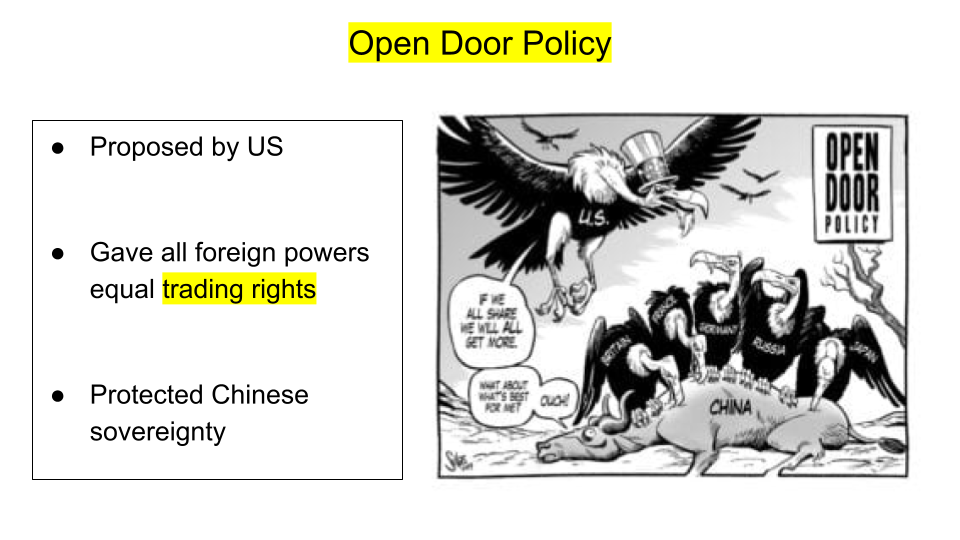 Open Door Policy
● Proposed by US
● Gave all foreign powers
equal trading rights
● Protected Chinese
sovereignty
OPEN
DOOR
POLICY
U.S.
IF WE
ALL SHARE
WE WILL ALL
GET MORE.
BRITAIN
FRANCE
GERMANY
RUSSIA
JAPAN
WHAT ABOUT
WHAT'S BEST
FOR ME?
OUCH!
CHINA